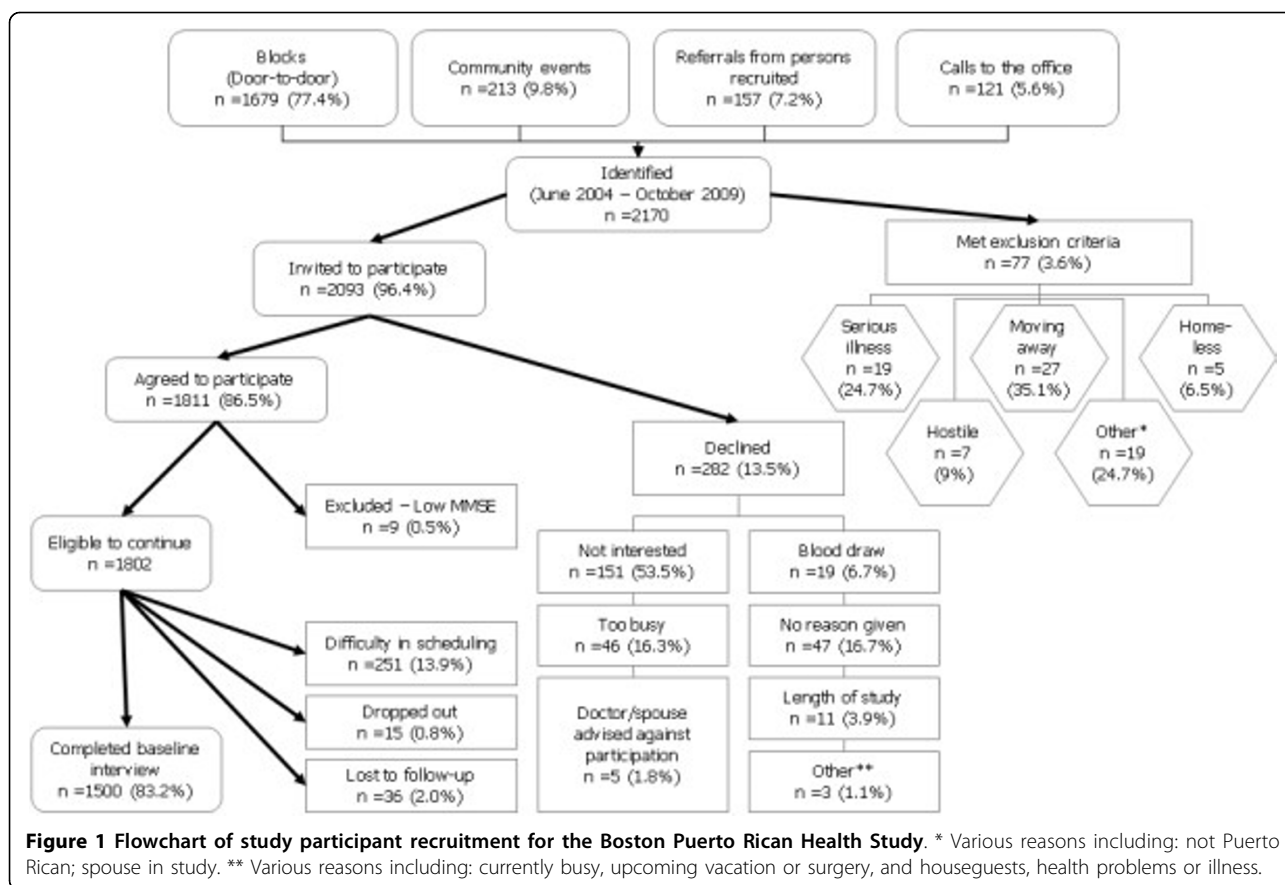 Blocks
(Door-to-door)
n =1679 (77.4%)
Community events
n =213 (9.8%)
Referrals from persons
recruited
n =157 (7.2%)
Calls to the office
n =121 (5.6%)
Identified
(June 2004 – October 2009)
n =2170
Invited to participate
n =2093 (96.4%)
Met exclusion criteria
n =77 (3.6%)
Serious
illness
n =19
(24.7%)
Moving
away
n =27
(35.1%)
Home-
less
n =5
(6.5%)
Hostile
n =7
(9%)
Other*
n =19
(24.7%)
Agreed to participate
n =1811 (86.5%)
Declined
n =282 (13.5%)
Excluded – Low MMSE
n =9 (0.5%)
Eligible to continue
n =1802
Not interested
n =151 (53.5%)
Blood draw
n =19 (6.7%)
Too busy
n =46 (16.3%)
No reason given
n =47 (16.7%)
Doctor/spouse
advised against
participation
n =5 (1.8%)
Length of study
n =11 (3.9%)
Other**
n =3 (1.1%)
Difficulty in scheduling
n =251 (13.9%)
Dropped out
n =15 (0.8%)
Lost to follow-up
n =36 (2.0%)
Completed baseline
interview
n =1500 (83.2%)
Figure 1 Flowchart of study participant recruitment for the Boston Puerto Rican Health Study. * Various reasons including: not Puerto
Rican; spouse in study. ** Various reasons including: currently busy, upcoming vacation or surgery, and houseguests, health problems or illness.